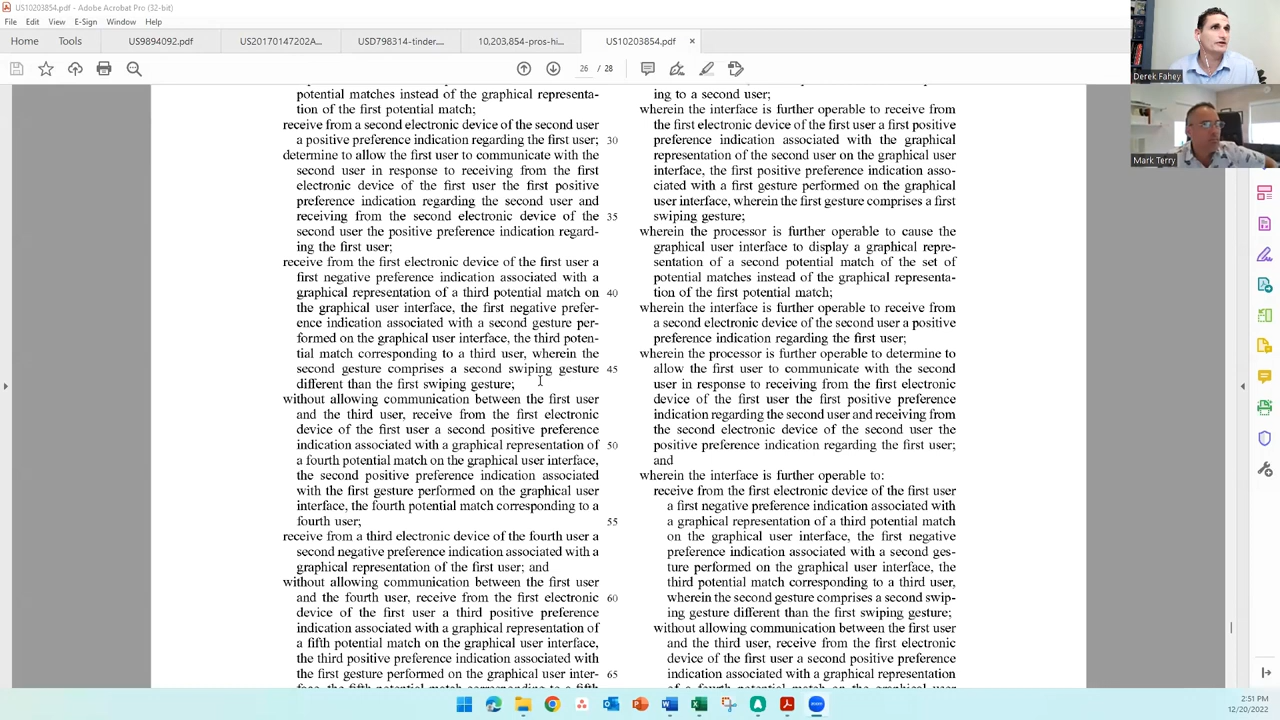 US10203854.pdf - Adobe Acrobat Pro (32-bit)
File Edit View E-Sign Window Help
Home Tools US9894092.pdf US20170147202A... USD798314-tinder.... 10,203,854-pros-hi... US10203854.pdf ×
26 / 28
potential matches instead of the graphical representa-
tion of the first potential match;
receive from a second electronic device of the second user
a positive preference indication regarding the first user; 30
determine to allow the first user to communicate with the
second user in response to receiving from the first
electronic device of the first user the first positive
preference indication regarding the second user and
receiving from the second electronic device of the 35
second user the positive preference indication regard-
ing the first user;
receive from the first electronic device of the first user a
first negative preference indication associated with a
graphical representation of a third potential match on 40
the graphical user interface, the first negative prefer-
ence indication associated with a second gesture per-
formed on the graphical user interface, the third poten-
tial match corresponding to a third user, wherein the
second gesture comprises a second swiping gesture 45
different than the first swiping gesture;
without allowing communication between the first user
and the third user, receive from the first electronic
device of the first user a second positive preference
indication associated with a graphical representation of 50
a fourth potential match on the graphical user interface,
the second positive preference indication associated
with the first gesture performed on the graphical user
interface, the fourth potential match corresponding to a
fourth user; 55
receive from a third electronic device of the fourth user a
second negative preference indication associated with a
graphical representation of the first user; and
without allowing communication between the first user
and the fourth user, receive from the first electronic 60
device of the first user a third positive preference
indication associated with a graphical representation of
a fifth potential match on the graphical user interface,
the third positive preference indication associated with
the first gesture performed on the graphical user inter- 65
face, the fifth potential match corresponding to a fifth
ing to a second user;
wherein the interface is further operable to receive from
the first electronic device of the first user a first positive
preference indication associated with the graphical
representation of the second user on the graphical user
interface, the first positive preference indication asso-
ciated with a first gesture performed on the graphical
user interface, wherein the first gesture comprises a first
swiping gesture;
wherein the processor is further operable to cause the
graphical user interface to display a graphical repre-
sentation of a second potential match of the set of
potential matches instead of the graphical representa-
tion of the first potential match;
wherein the interface is further operable to receive from
a second electronic device of the second user a positive
preference indication regarding the first user;
wherein the processor is further operable to determine to
allow the first user to communicate with the second
user in response to receiving from the first electronic
device of the first user the first positive preference
indication regarding the second user and receiving from
the second electronic device of the second user the
positive preference indication regarding the first user;
and
wherein the interface is further operable to:
receive from the first electronic device of the first user
a first negative preference indication associated with
a graphical representation of a third potential match
on the graphical user interface, the first negative
preference indication associated with a second ges-
ture performed on the graphical user interface, the
third potential match corresponding to a third user,
wherein the second gesture comprises a second swip-
ing gesture different than the first swiping gesture;
without allowing communication between the first user
and the third user, receive from the first electronic
device of the first user a second positive preference
indication associated with a graphical representation
of a fourth potential match on the graphical user
Derek Fahey
Mark Terry
2:51 PM
12/20/2022